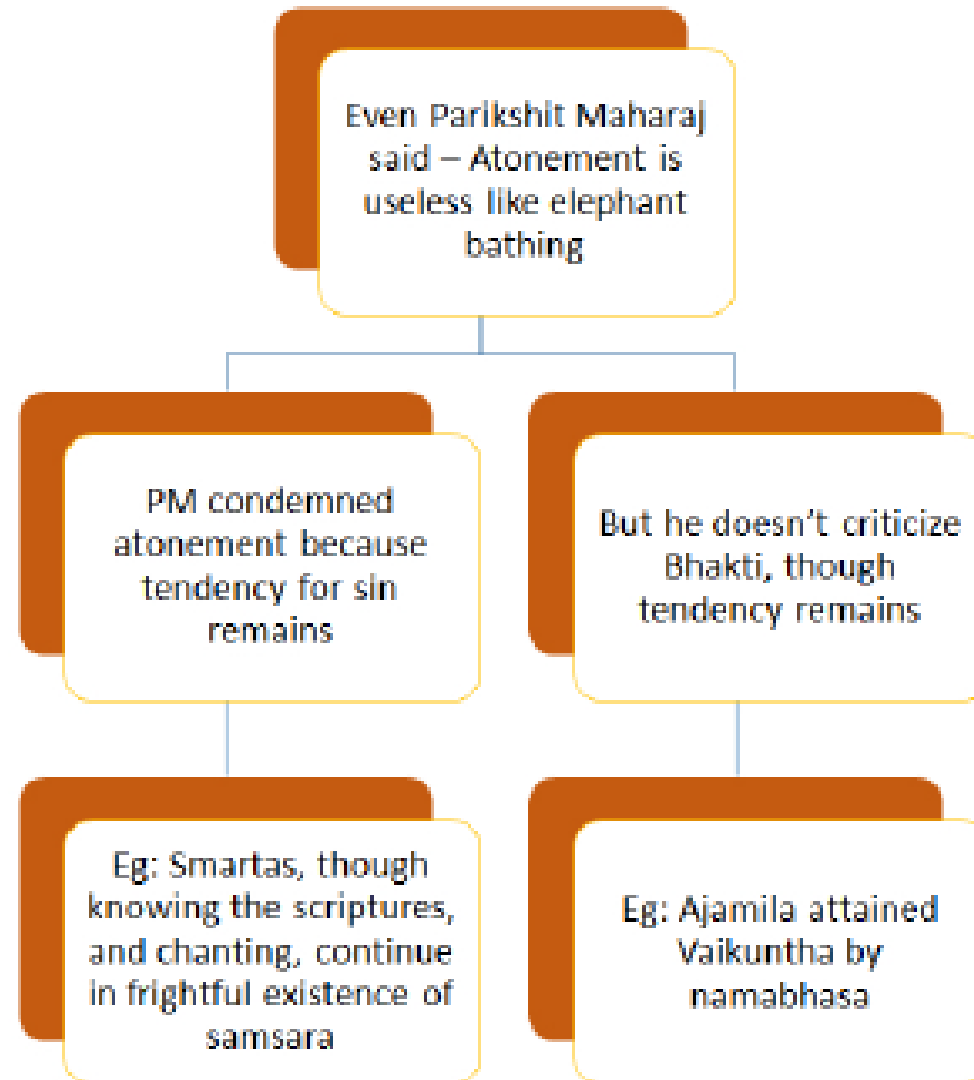 Even Parikshit Maharaj
said – Atonement is
useless like elephant
bathing
PM condemned
atonement because
tendency for sin
remains
But he doesn't criticize
Bhakti, though
tendency remains
Eg: Smartas, though
knowing the scriptures,
and chanting, continue
in frightful existence of
samsara
Eg: Ajamila attained
Vaikuntha by
namabhasa